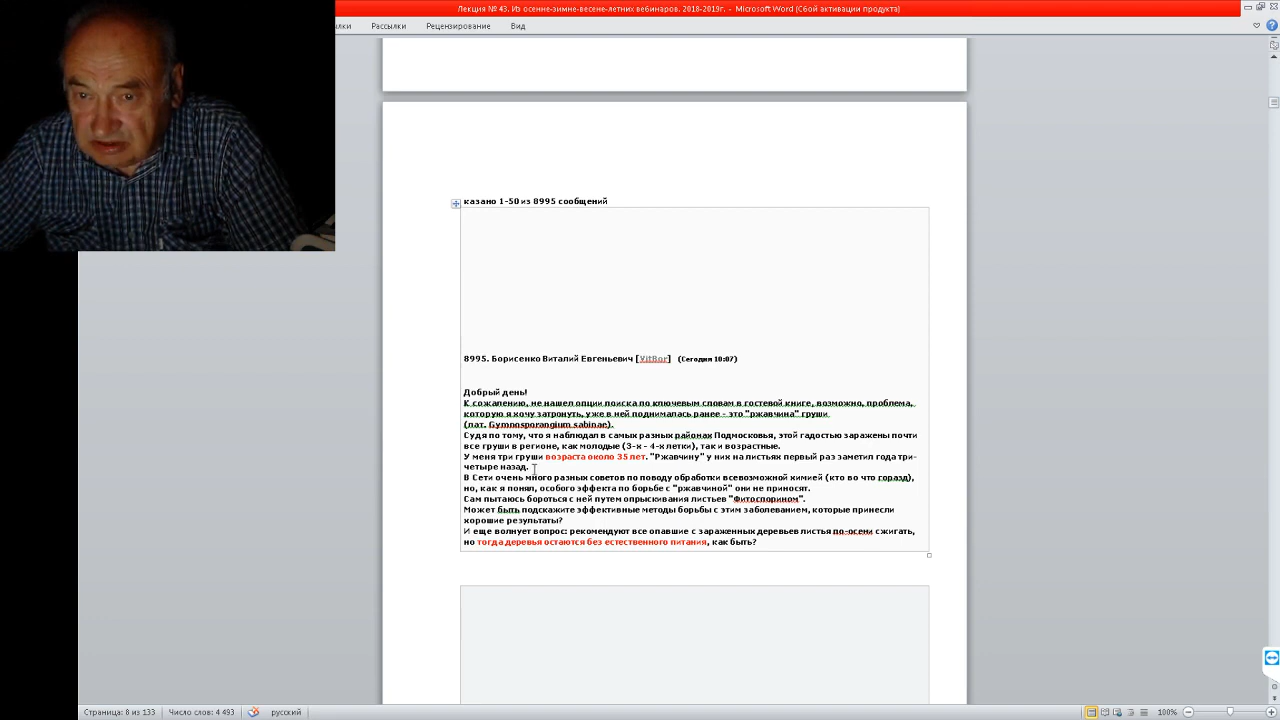 Лекция № 43. Из осенне-зимне-весене-летних вебинаров. 2018-2019г. - Microsoft Word (Сбой активации продукта)
Рассылки Рецензирование Вид
казано 1-50 из 8995 сообщений
8995. Борисенко Виталий Евгеньевич [VitBor] (Сегодня 10:07)
Добрый день!
К сожалению, не нашел опции поиска по ключевым словам в гостевой книге, возможно, проблема,
которую я хочу затронуть, уже в ней поднималась ранее - это "ржавчина" груши
(лат. Gymnosporangium sabinae).
Судя по тому, что я наблюдал в самых разных районах Подмосковья, этой гадостью заражены почти
все груши в регионе, как молодые (3-х - 4-х летки), так и возрастные.
У меня три груши возраста около 35 лет. "Ржавчину" у них на листьях первый раз заметил года три-
четыре назад.
В Сети очень много разных советов по поводу обработки всевозможной химией (кто во что горазд),
но, как я понял, особого эффекта по борьбе с "ржавчиной" они не приносят.
Сам пытаюсь бороться с ней путем опрыскивания листьев "Фитоспорином".
Может быть подскажите эффективные методы борьбы с этим заболеванием, которые принесли
хорошие результаты?
И еще волнует вопрос: рекомендуют все опавшие с зараженных деревьев листья по-осени сжигать,
но тогда деревья остаются без естественного питания, как быть?
Страница: 8 из 133 Число слов: 4 493 русский 100%